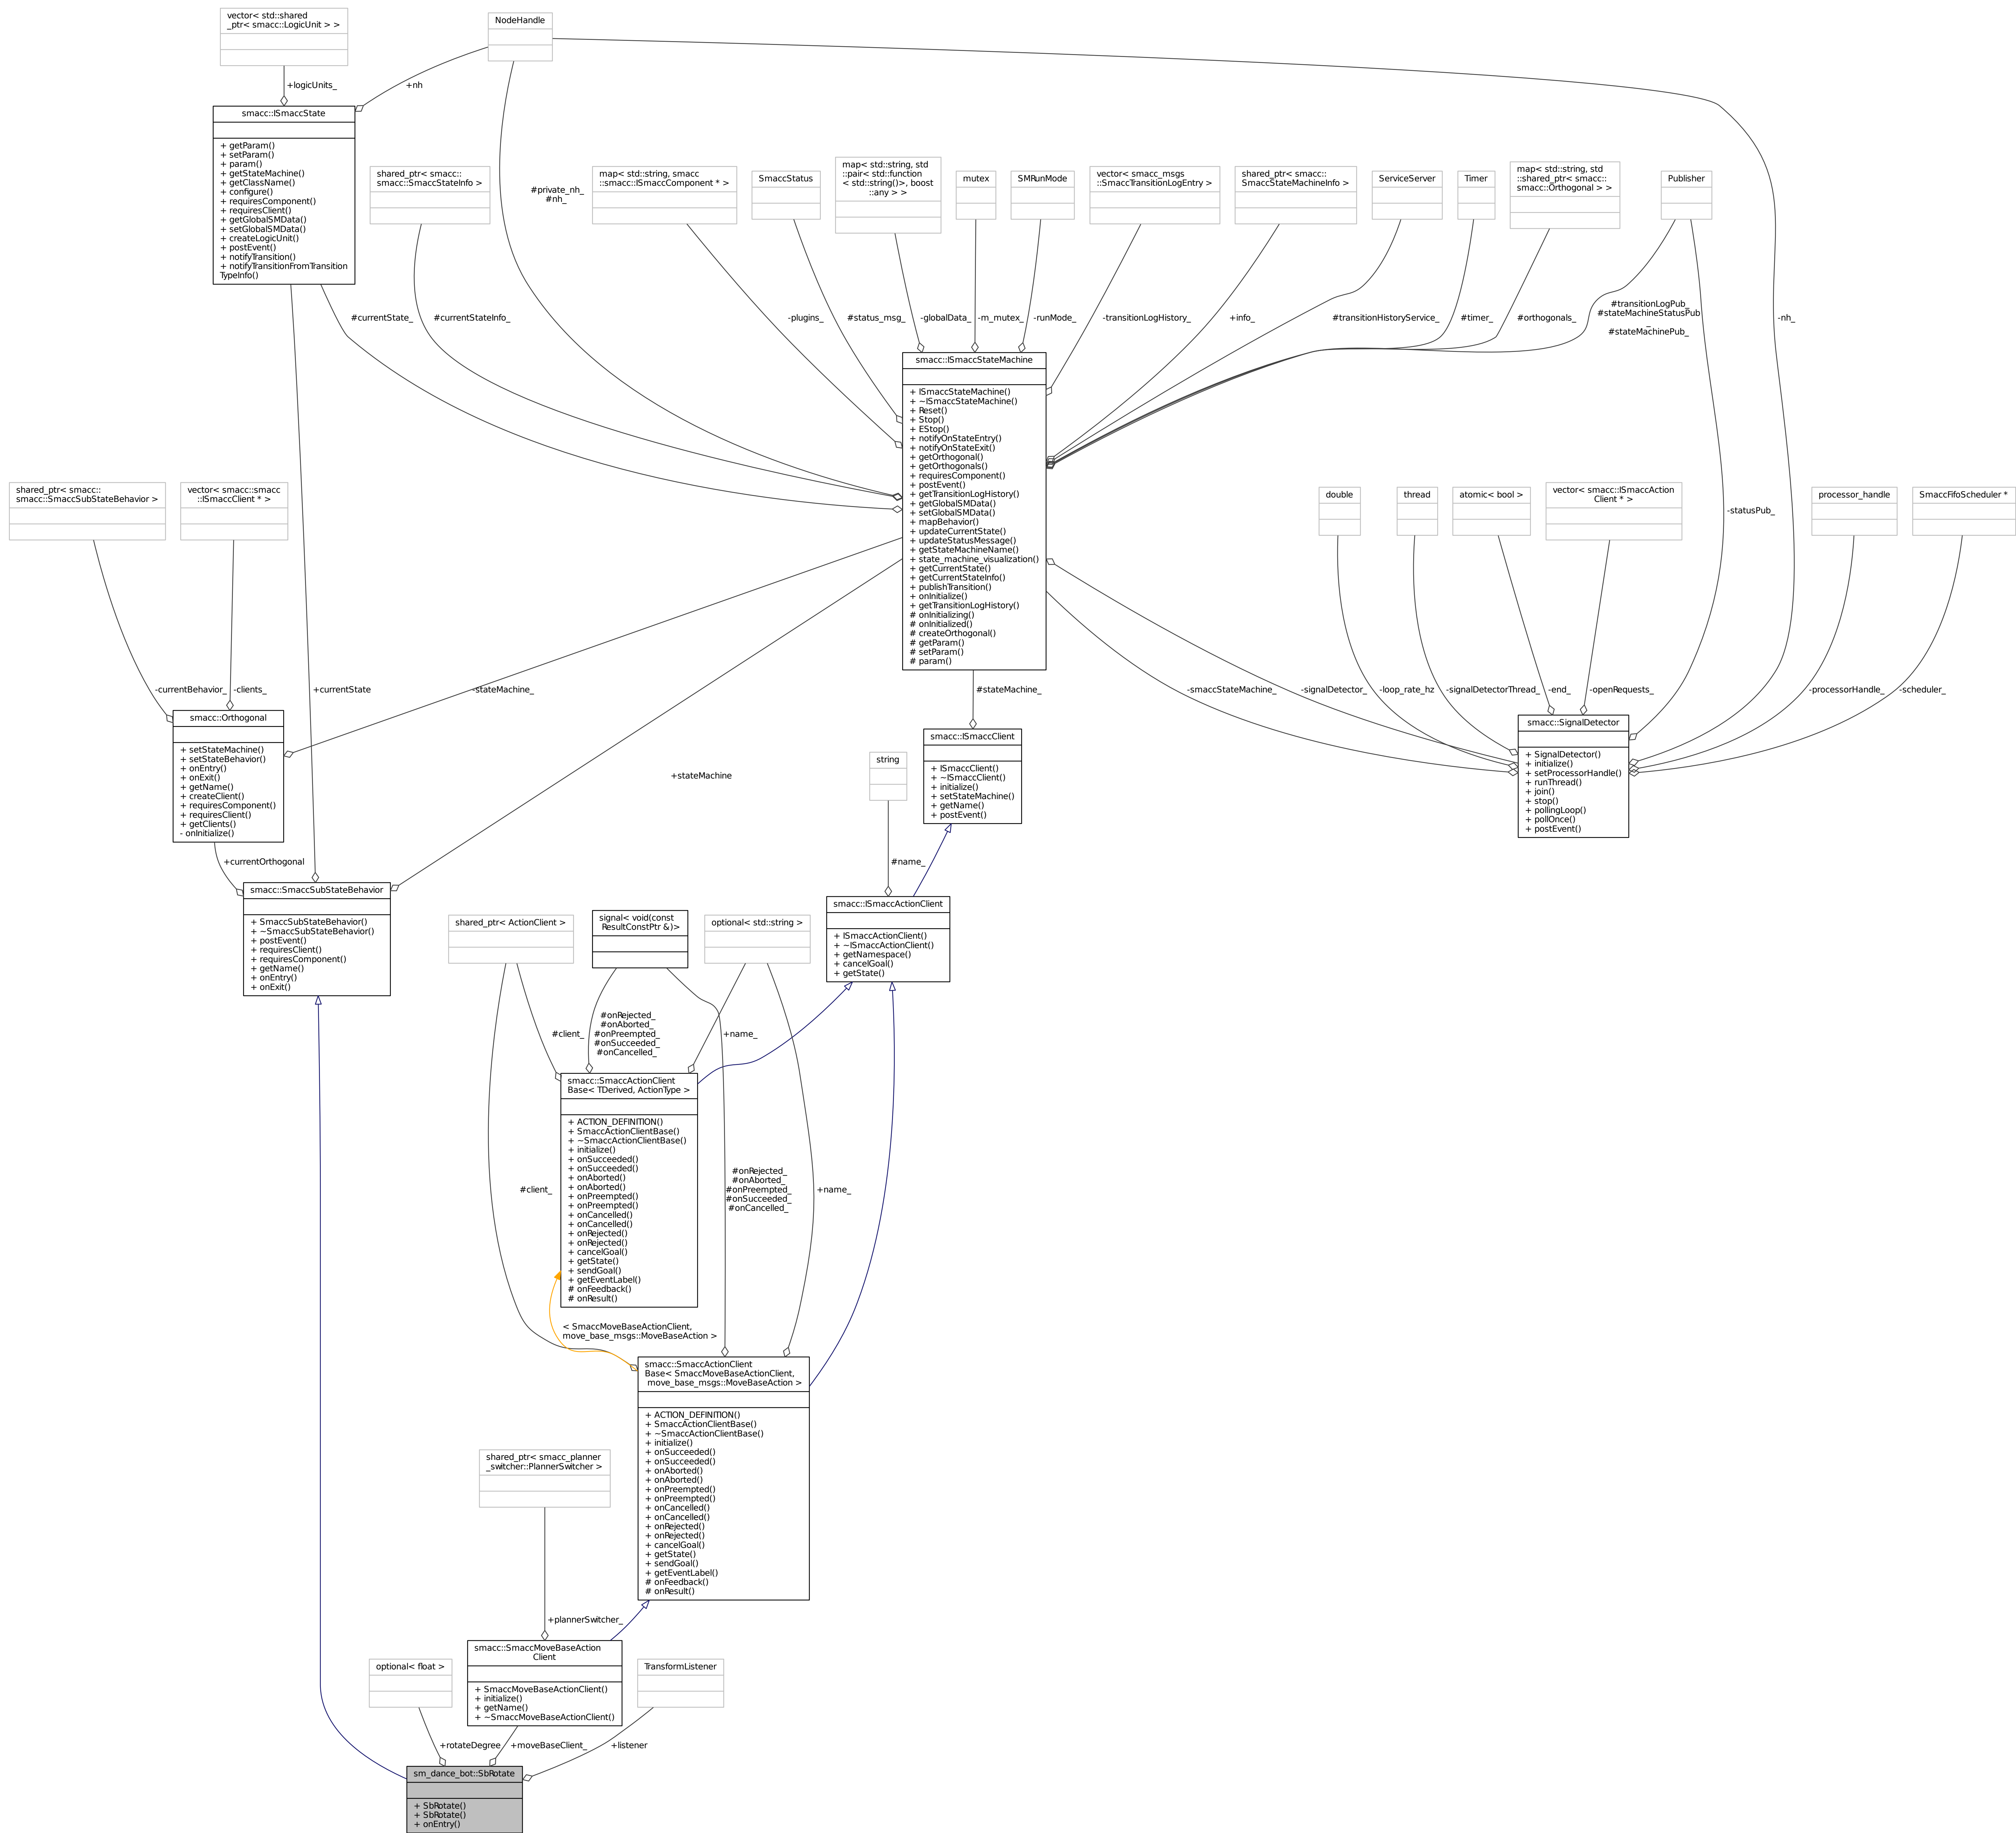 vector< std::shared
_ptr< smacc::LogicUnit > >
NodeHandle
+logicUnits_
+nh
smacc::ISmaccState
+ getParam()
+ setParam()
+ param()
+ getStateMachine()
+ getClassName()
+ configure()
+ requiresComponent()
+ requiresClient()
+ getGlobalSMData()
+ setGlobalSMData()
+ createLogicUnit()
+ postEvent()
+ notifyTransition()
+ notifyTransitionFromTransition
TypeInfo()
shared_ptr< smacc::
smacc::SmaccStateInfo >
#private_nh_
#nh_
map< std::string, smacc
::smacc::ISmaccComponent * >
SmaccStatus
map< std::string, std
::pair< std::function
< std::string()>, boost
::any > >
mutex
SMRunMode
vector< smacc_msgs
::SmaccTransitionLogEntry >
shared_ptr< smacc::
SmaccStateMachineInfo >
ServiceServer
Timer
map< std::string, std
::shared_ptr< smacc::
smacc::Orthogonal > >
Publisher
#currentState_
#currentStateInfo_
-plugins_
#status_msg_
-globalData_
-m_mutex_
-runMode_
-transitionLogHistory_
+info_
#transitionHistoryService_
#timer_
#orthogonals_
#transitionLogPub_
#stateMachineStatusPub
_
#stateMachinePub_
-nh_
smacc::ISmaccStateMachine
+ ISmaccStateMachine()
+ ~ISmaccStateMachine()
+ Reset()
+ Stop()
+ EStop()
+ notifyOnStateEntry()
+ notifyOnStateExit()
+ getOrthogonal()
+ getOrthogonals()
+ requiresComponent()
+ postEvent()
+ getTransitionLogHistory()
+ getGlobalSMData()
+ setGlobalSMData()
+ mapBehavior()
+ updateCurrentState()
+ updateStatusMessage()
+ getStateMachineName()
+ state_machine_visualization()
+ getCurrentState()
+ getCurrentStateInfo()
+ publishTransition()
+ onInitialize()
+ getTransitionLogHistory()
# onInitializing()
# onInitialized()
# createOrthogonal()
# getParam()
# setParam()
# param()
shared_ptr< smacc::
smacc::SmaccSubStateBehavior >
vector< smacc::smacc
::ISmaccClient * >
double
thread
atomic< bool >
vector< smacc::ISmaccAction
Client * >
-statusPub_
processor_handle
SmaccFifoScheduler *
-currentBehavior_
-clients_
+currentState
-stateMachine_
#stateMachine_
-smaccStateMachine_
-signalDetector_
-loop_rate_hz
-signalDetectorThread_
-end_
-openRequests_
-processorHandle_
-scheduler_
smacc::Orthogonal
+ setStateMachine()
+ setStateBehavior()
+ onEntry()
+ onExit()
+ getName()
+ createClient()
+ requiresComponent()
+ requiresClient()
+ getClients()
- onInitialize()
+stateMachine
smacc::ISmaccClient
+ ISmaccClient()
+ ~ISmaccClient()
+ initialize()
+ setStateMachine()
+ getName()
+ postEvent()
smacc::SignalDetector
+ SignalDetector()
+ initialize()
+ setProcessorHandle()
+ runThread()
+ join()
+ stop()
+ pollingLoop()
+ pollOnce()
+ postEvent()
string
+currentOrthogonal
#name_
smacc::SmaccSubStateBehavior
+ SmaccSubStateBehavior()
+ ~SmaccSubStateBehavior()
+ postEvent()
+ requiresClient()
+ requiresComponent()
+ getName()
+ onEntry()
+ onExit()
shared_ptr< ActionClient >
signal< void(const
ResultConstPtr &)>
optional< std::string >
smacc::ISmaccActionClient
+ ISmaccActionClient()
+ ~ISmaccActionClient()
+ getNamespace()
+ cancelGoal()
+ getState()
#client_
#onRejected_
#onAborted_
#onPreempted_
#onSucceeded_
#onCancelled_
+name_
smacc::SmaccActionClient
Base< TDerived, ActionType >
+ ACTION_DEFINITION()
+ SmaccActionClientBase()
+ ~SmaccActionClientBase()
+ initialize()
+ onSucceeded()
+ onSucceeded()
+ onAborted()
+ onAborted()
+ onPreempted()
+ onPreempted()
+ onCancelled()
+ onCancelled()
+ onRejected()
+ onRejected()
+ cancelGoal()
+ getState()
+ sendGoal()
+ getEventLabel()
# onFeedback()
# onResult()
#client_
#onRejected_
#onAborted_
#onPreempted_
#onSucceeded_
#onCancelled_
+name_
< SmaccMoveBaseActionClient,
move_base_msgs::MoveBaseAction >
smacc::SmaccActionClient
Base< SmaccMoveBaseActionClient,
move_base_msgs::MoveBaseAction >
+ ACTION_DEFINITION()
+ SmaccActionClientBase()
+ ~SmaccActionClientBase()
+ initialize()
+ onSucceeded()
+ onSucceeded()
+ onAborted()
+ onAborted()
+ onPreempted()
+ onPreempted()
+ onCancelled()
+ onCancelled()
+ onRejected()
+ onRejected()
+ cancelGoal()
+ getState()
+ sendGoal()
+ getEventLabel()
# onFeedback()
# onResult()
shared_ptr< smacc_planner
_switcher::PlannerSwitcher >
+plannerSwitcher_
optional< float >
smacc::SmaccMoveBaseAction
Client
+ SmaccMoveBaseActionClient()
+ initialize()
+ getName()
+ ~SmaccMoveBaseActionClient()
TransformListener
+rotateDegree
+moveBaseClient_
+listener
sm_dance_bot::SbRotate
+ SbRotate()
+ SbRotate()
+ onEntry()